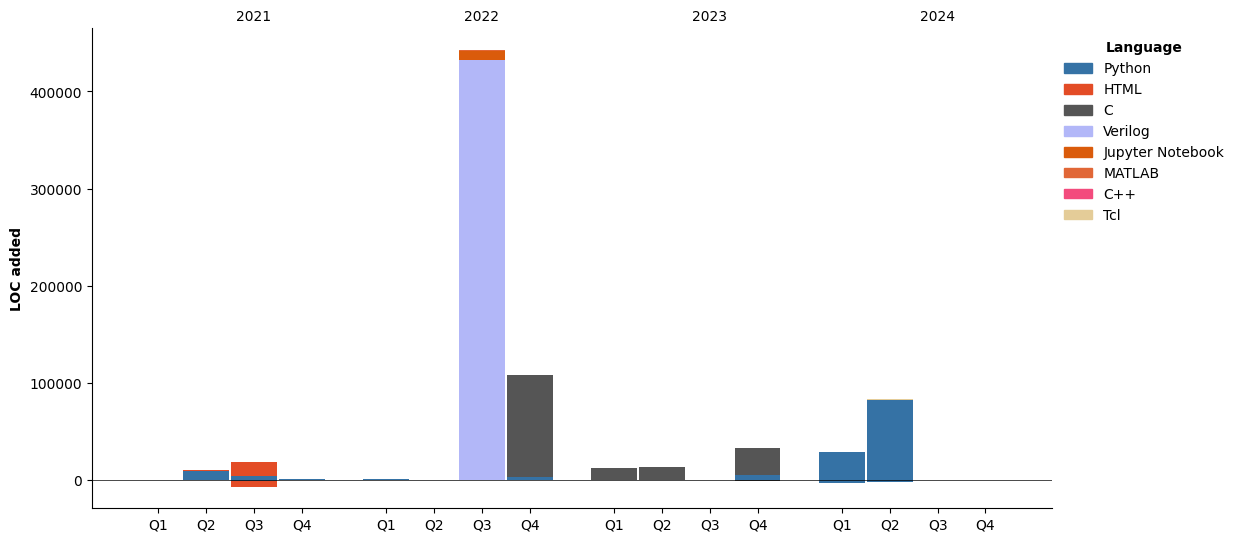 2021 2022 2023 2024
Language
Python
HTML
C
Verilog
Jupyter Notebook
MATLAB
C++
Tcl
LOC added
400000
300000
200000
100000
0
Q1 Q2 Q3 Q4 Q1 Q2 Q3 Q4 Q1 Q2 Q3 Q4 Q1 Q2 Q3 Q4